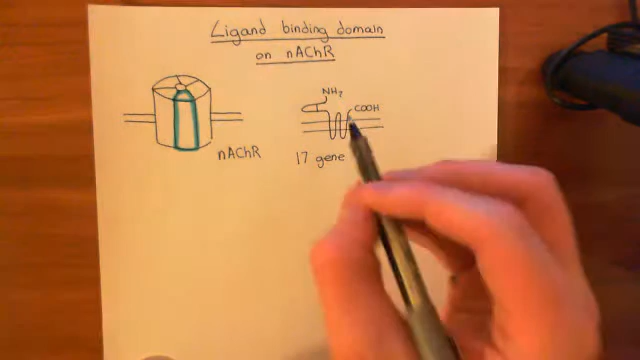 Ligand binding domain
on nAChR
NH₂
COOH
nAChR
17 gene